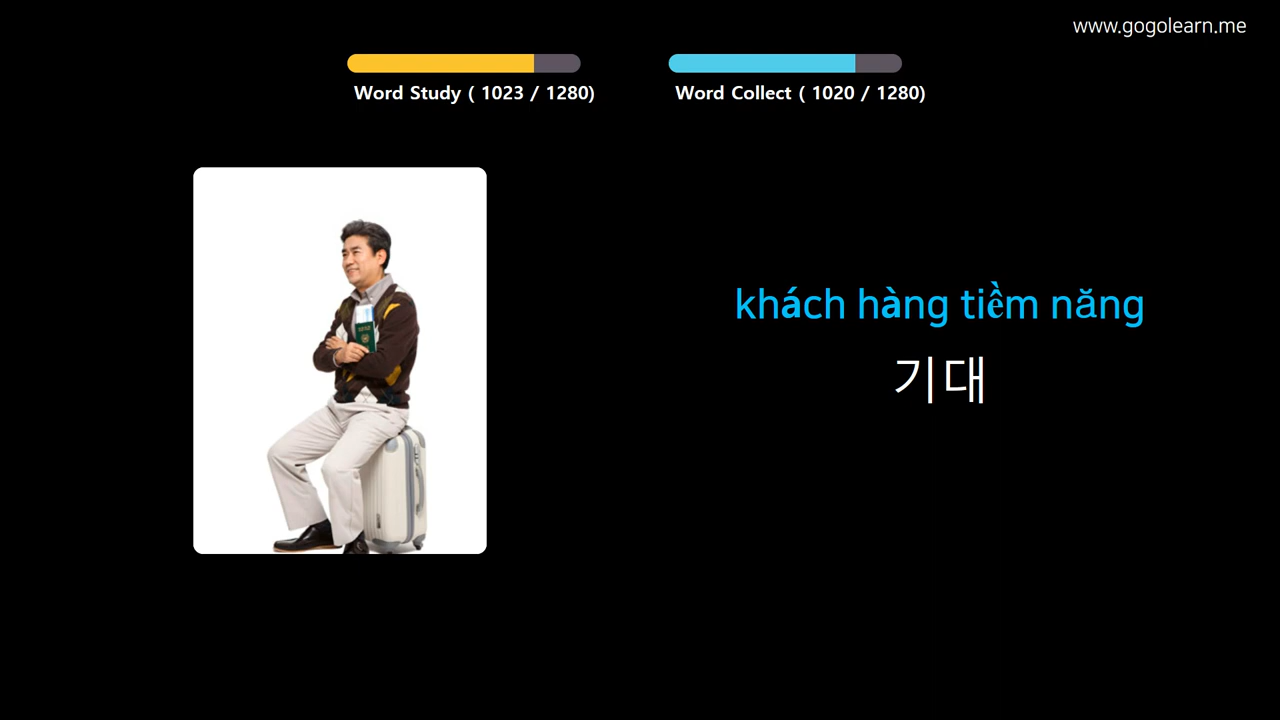 www.gogolearn.me
Word Study ( 1023 / 1280)
Word Collect ( 1020 / 1280)
khách hàng tiềm năng
기대